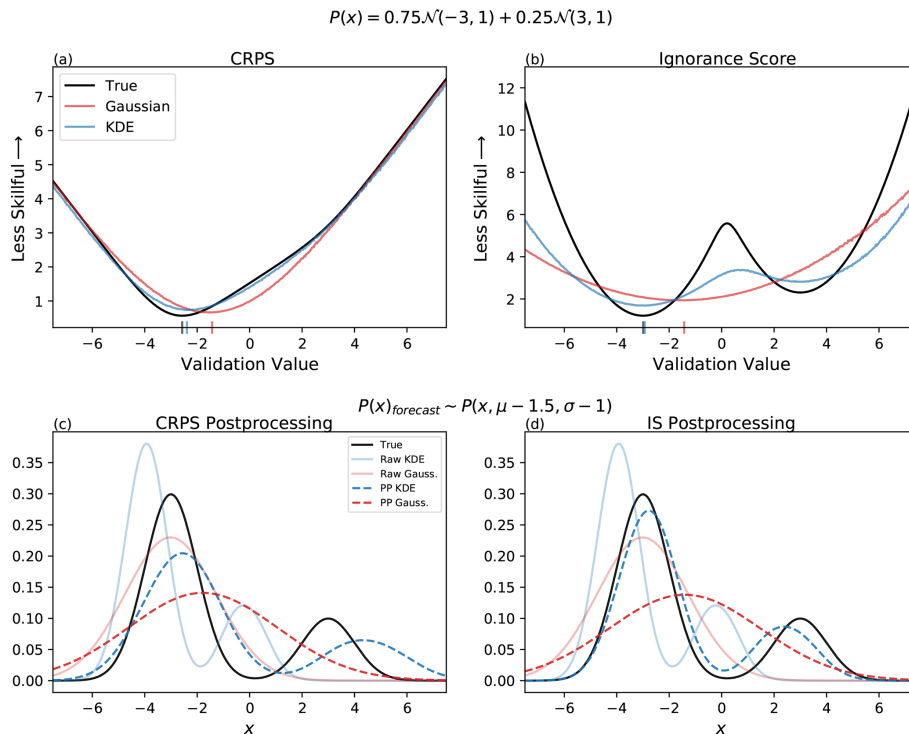 P(x) = 0.75𝒩(−3, 1) + 0.25𝒩(3, 1)
(a) CRPS
True
Gaussian
KDE
Less Skillful ⟶
7
6
5
4
3
2
1
−6 −4 −2 0 2 4 6
Validation Value
(b) Ignorance Score
Less Skillful ⟶
12
10
8
6
4
2
−6 −4 −2 0 2 4 6
Validation Value
P(x)forecast ~ P(x, μ − 1.5, σ − 1)
(c) CRPS Postprocessing
True
Raw KDE
Raw Gauss.
PP KDE
PP Gauss.
0.35
0.30
0.25
0.20
0.15
0.10
0.05
0.00
−6 −4 −2 0 2 4 6
x
(d) IS Postprocessing
0.35
0.30
0.25
0.20
0.15
0.10
0.05
0.00
−6 −4 −2 0 2 4 6
x